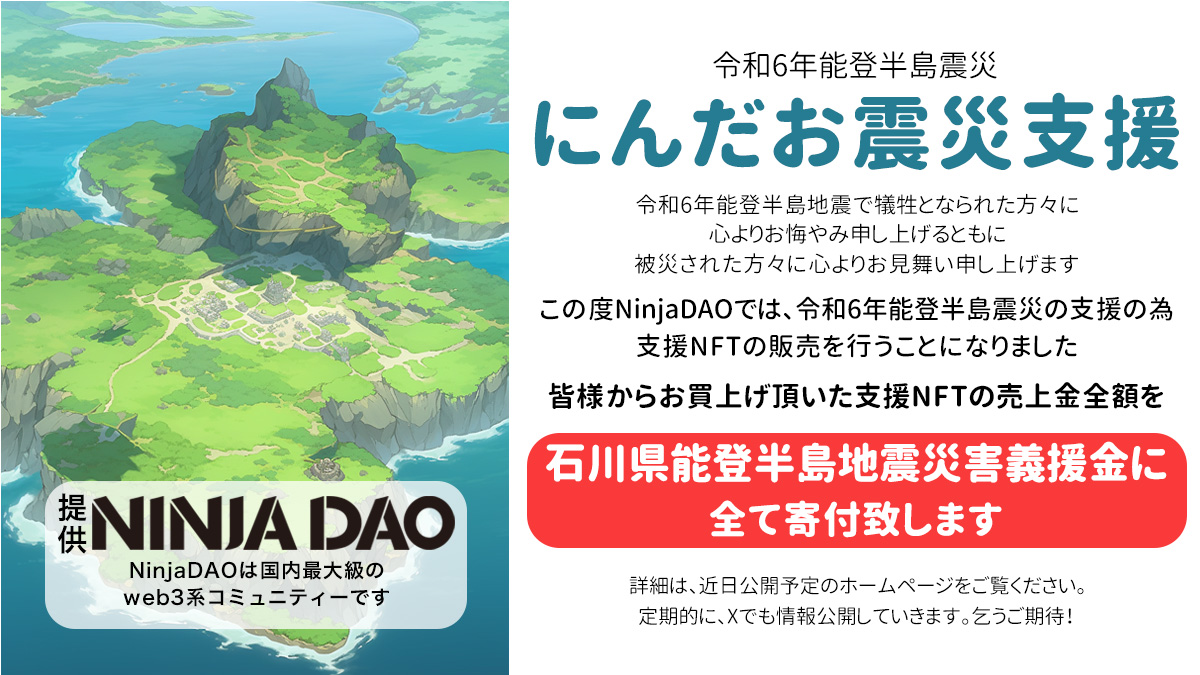 令和6年能登半島震災
にんだお震災支援
令和6年能登半島地震で犠牲となられた方々に
心よりお悔やみ申し上げるともに
被災された方々に心よりお見舞い申し上げます
この度NinjaDAOでは、令和6年能登半島震災の支援の為
支援NFTの販売を行うことになりました
皆様からお買上げ頂いた支援NFTの売上金全額を
石川県能登半島地震災害義援金に
全て寄付致します
詳細は、近日公開予定のホームページをご覧ください。
定期的に、Xでも情報公開していきます。乞うご期待!
提供 NINJA DAO
NinjaDAOは国内最大級の
web3系コミュニティーです